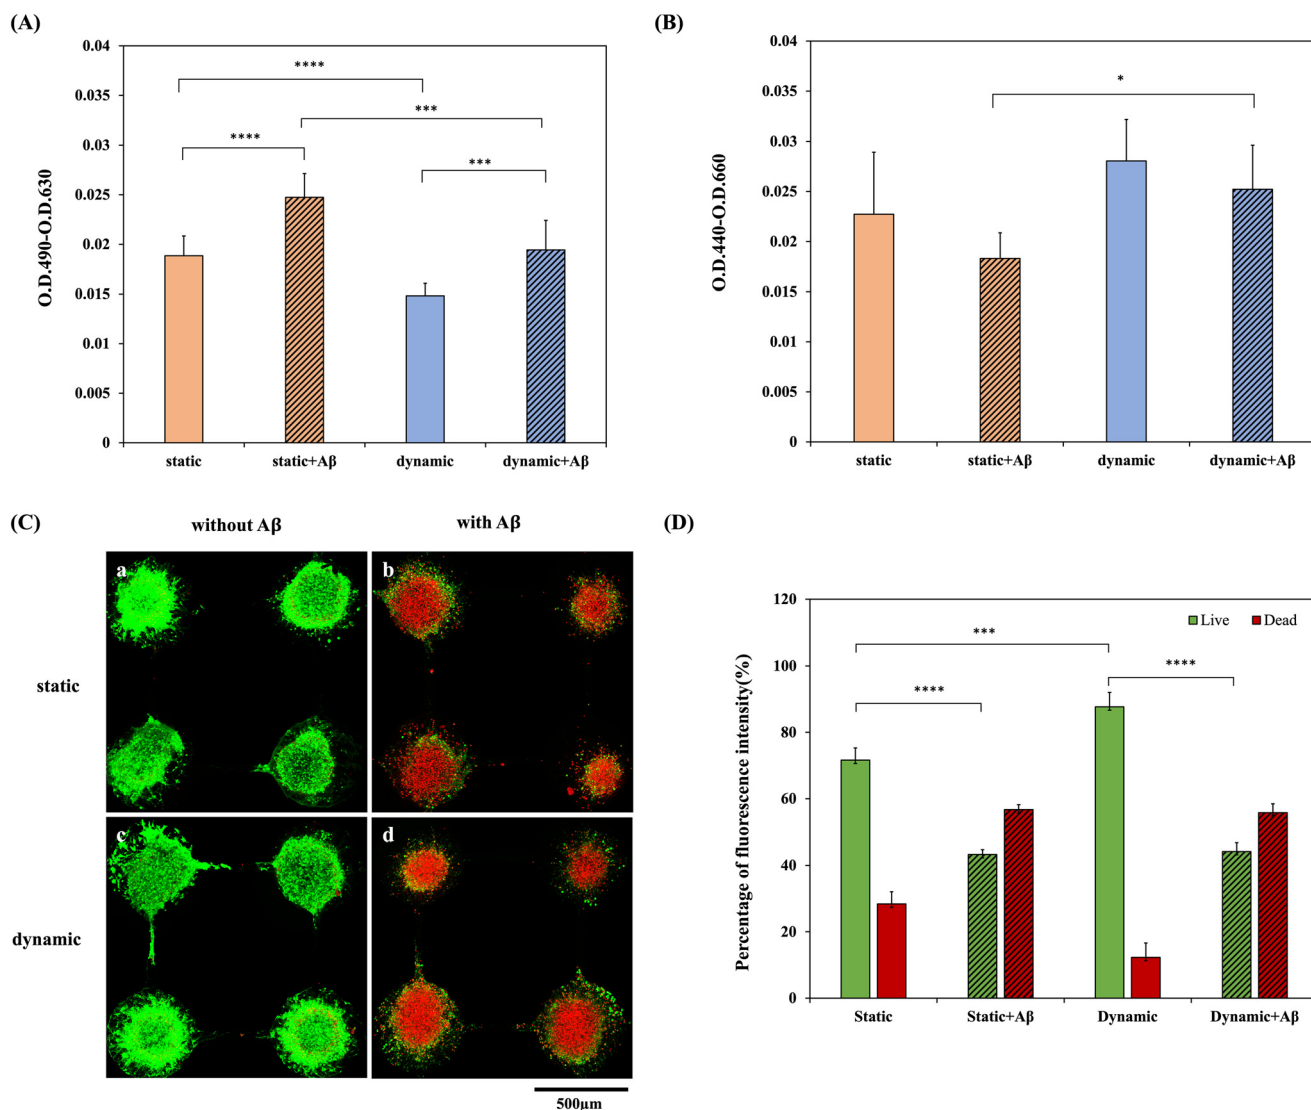 (A)
0.04
0.035
0.03
0.025
0.02
0.015
0.01
0.005
0
O.D.490-O.D.630
****
****
***
***
static
static+Aβ
dynamic
dynamic+Aβ
(B)
0.04
0.035
0.03
0.025
0.02
0.015
0.01
0.005
0
O.D.440-O.D.660
*
static
static+Aβ
dynamic
dynamic+Aβ
(C)
without Aβ
with Aβ
static
dynamic
a
b
c
d
500μm
(D)
120
100
80
60
40
20
0
Percentage of fluorescence intensity(%)
Live
Dead
***
****
****
Static
Static+Aβ
Dynamic
Dynamic+Aβ